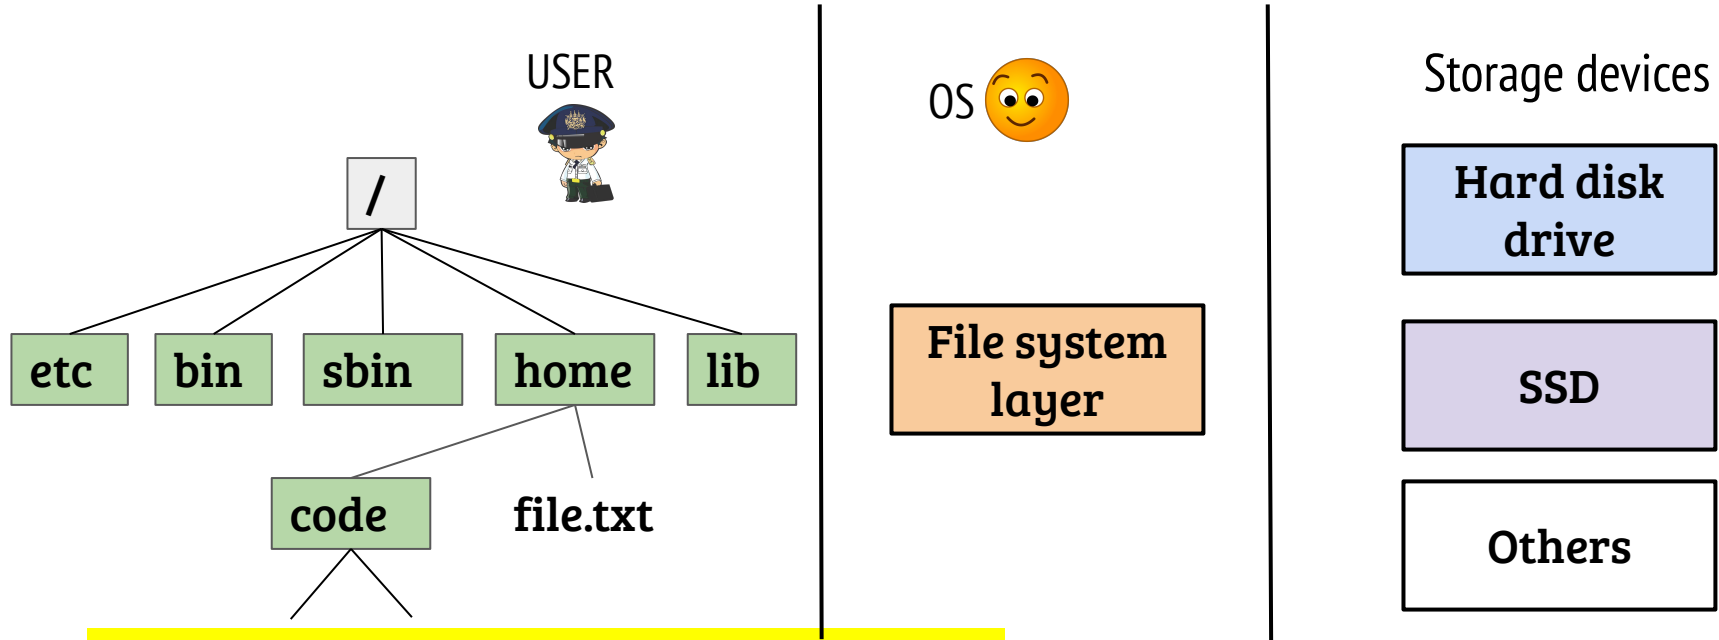 USER
OS
Storage devices
/
Hard disk
drive
etc
bin
sbin
home
lib
File system
layer
SSD
code
file.txt
Others